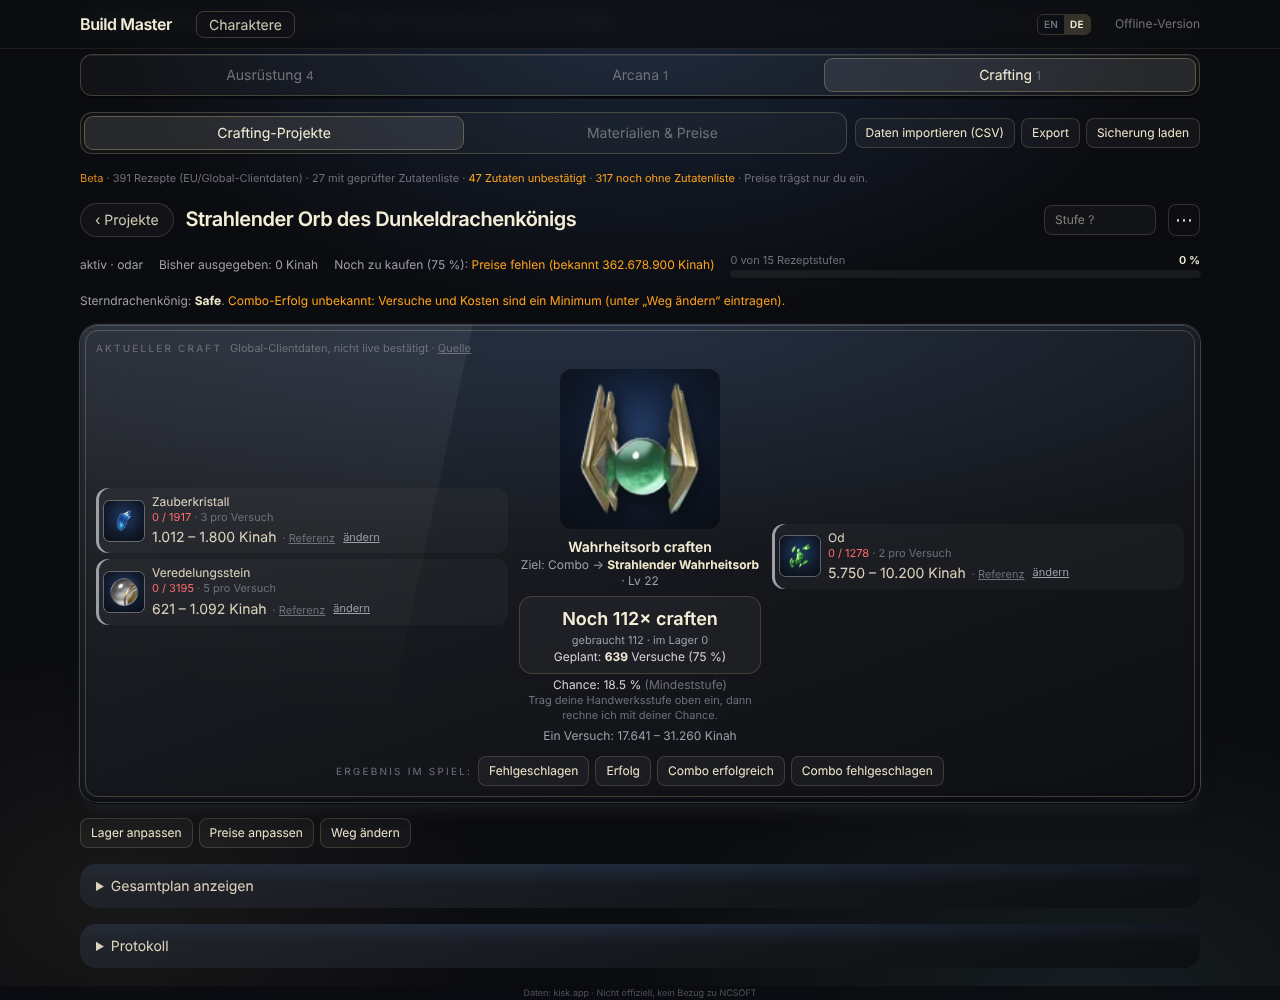 Build Master
Charaktere
EN DE
Offline-Version
Ausrüstung 4
Arcana 1
Crafting 1
Crafting-Projekte
Materialien & Preise
Daten importieren (CSV)
Export
Sicherung laden
Beta · 391 Rezepte (EU/Global-Clientdaten) · 27 mit geprüfter Zutatenliste · 47 Zutaten unbestätigt · 317 noch ohne Zutatenliste · Preise trägst nur du ein.
‹ Projekte
Strahlender Orb des Dunkeldrachenkönigs
Stufe ?
⋯
aktiv · odar
Bisher ausgegeben: 0 Kinah
Noch zu kaufen (75 %): Preise fehlen (bekannt 362.678.900 Kinah)
0 von 15 Rezeptstufen
0 %
Sterndrachenkönig: Safe. Combo-Erfolg unbekannt: Versuche und Kosten sind ein Minimum (unter „Weg ändern“ eintragen).
AKTUELLER CRAFT Global-Clientdaten, nicht live bestätigt · Quelle
Zauberkristall
0 / 1917 · 3 pro Versuch
1.012 – 1.800 Kinah · Referenz ändern
Veredelungsstein
0 / 3195 · 5 pro Versuch
621 – 1.092 Kinah · Referenz ändern
Wahrheitsorb craften
Ziel: Combo → Strahlender Wahrheitsorb
· Lv 22
Noch 112× craften
gebraucht 112 · im Lager 0
Geplant: 639 Versuche (75 %)
Chance: 18.5 % (Mindeststufe)
Trag deine Handwerksstufe oben ein, dann
rechne ich mit deiner Chance.
Ein Versuch: 17.641 – 31.260 Kinah
Od
0 / 1278 · 2 pro Versuch
5.750 – 10.200 Kinah · Referenz ändern
ERGEBNIS IM SPIEL:
Fehlgeschlagen
Erfolg
Combo erfolgreich
Combo fehlgeschlagen
Lager anpassen
Preise anpassen
Weg ändern
▶ Gesamtplan anzeigen
▶ Protokoll
Daten: kisk.app · Nicht offiziell, kein Bezug zu NCSOFT